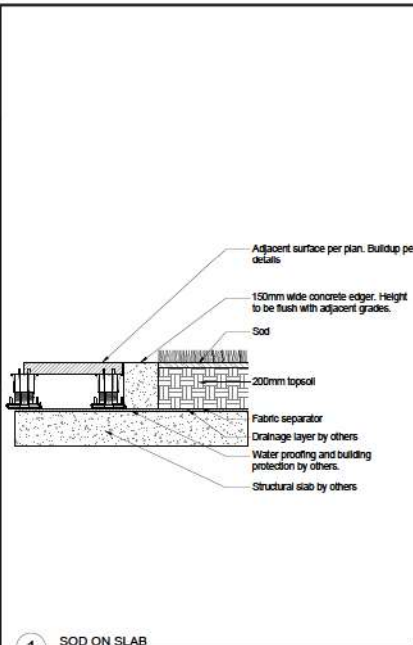 Adjacent surface per plan. Buildup pe
details
150mm wide concrete edger. Height
to be flush with adjacent grades.
Sod
200mm topsoil
Fabric separator
Drainage layer by others
Water proofing and building
protection by others.
Structural slab by others
SOD ON SLAB